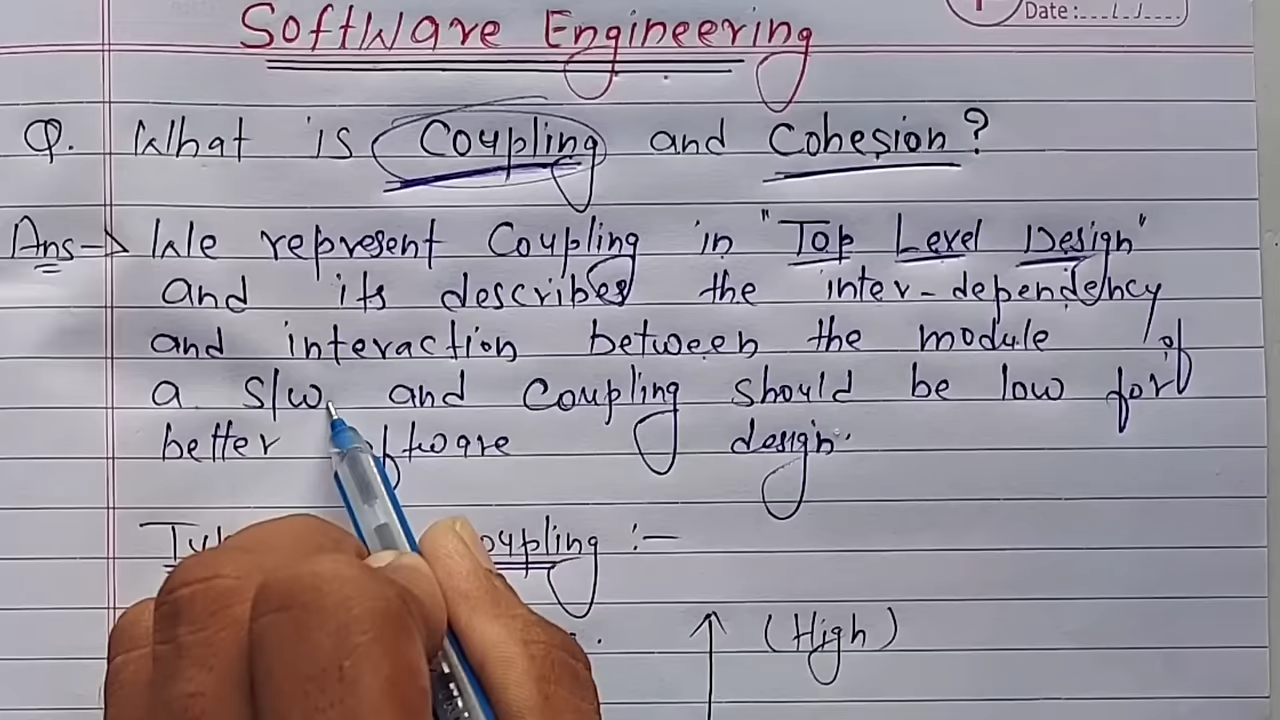 Date :
Software Engineering
Q. What is Coupling and Cohesion?
Ans→ We represent Coupling in "Top Level Design"
and its describes the inter-dependency
and interaction between the module of
a S/w and Coupling should be low for
better design.
Coupling :-
(High)